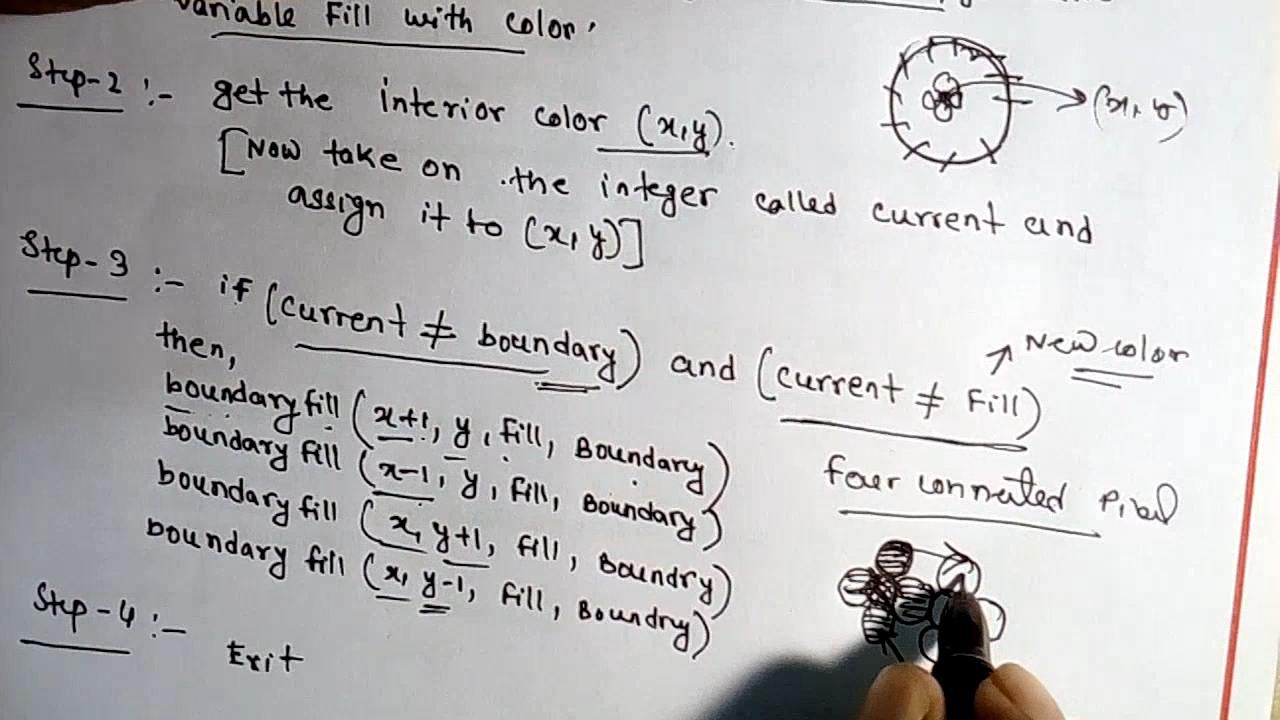 variable Fill with color.
Step-2 :- get the interior color (x,y).
[Now take on the integer called current and
assign it to (x,y)]
(x, y)
Step-3 :- if (current ≠ boundary) and (current ≠ Fill)
New color
then,
boundary fill (x+1, y, fill, Boundary)
boundary fill (x-1, y, fill, Boundary)
boundary fill (x, y+1, fill, Boundry)
boundary fill (x, y-1, fill, Boundry)
four connected
Step-4 :- Exit